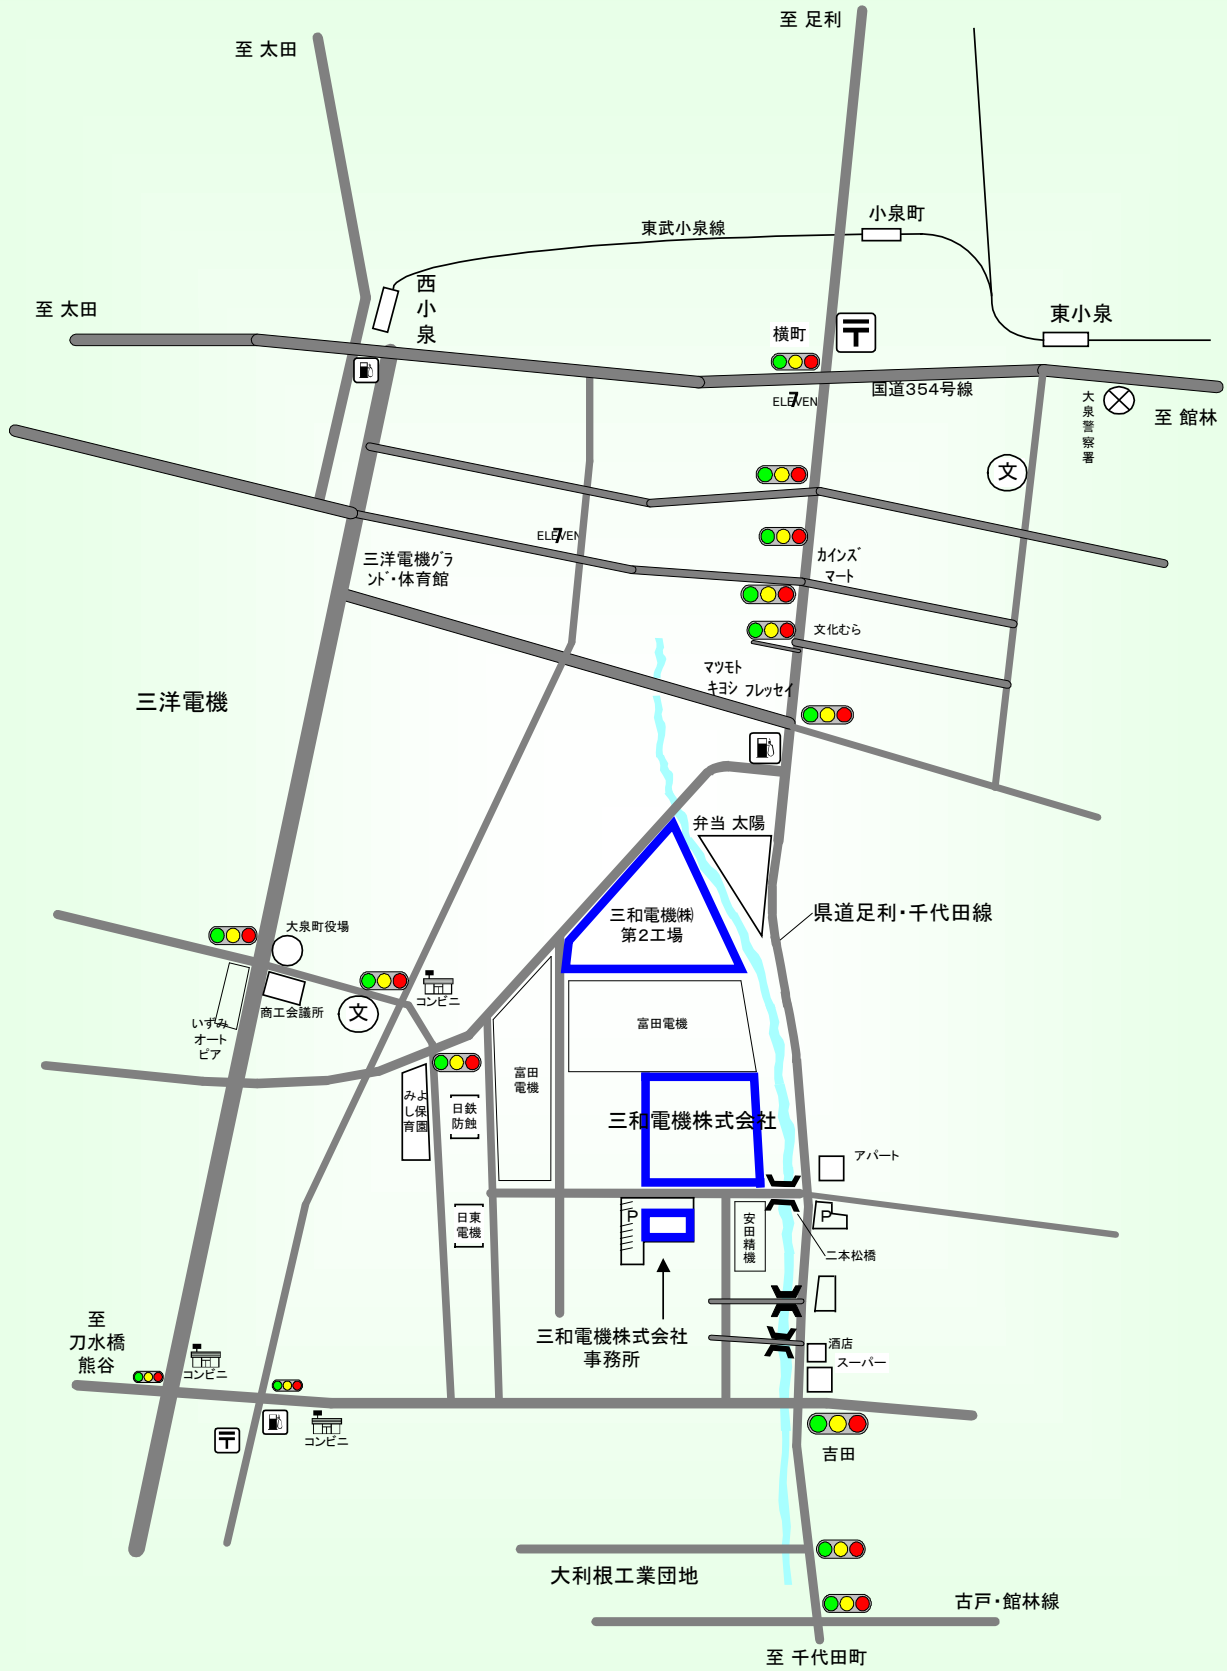 至 足利
至 太田
小泉町
東武小泉線
西
小
泉
至 太田
東小泉
〒
横町
国道354号線
7
ELEVEN
大
泉
警
察
署
至 館林
文
7
ELEVEN
三洋電機ｸﾞﾗ
ﾝﾄﾞ・体育館
ｶｲﾝｽﾞ
ﾏｰﾄ
文化むら
ﾏﾂﾓﾄ
ｷﾖｼ ﾌﾚｯｾｲ
三洋電機
弁当 太陽
三和電機㈱
第2工場
県道足利・千代田線
大泉町役場
商工会議所
文
コンビニ
いずみ
オート
ピア
富田電機
富田
電機
みよ
し保
育園
日鉄
防蝕
三和電機株式会社
アパート
日東
電機
P
安
田
精
機
P
二本松橋
三和電機株式会社
事務所
酒店
スーパー
至
刀水橋
熊谷
コンビニ
〒
コンビニ
吉田
大利根工業団地
古戸・館林線
至 千代田町